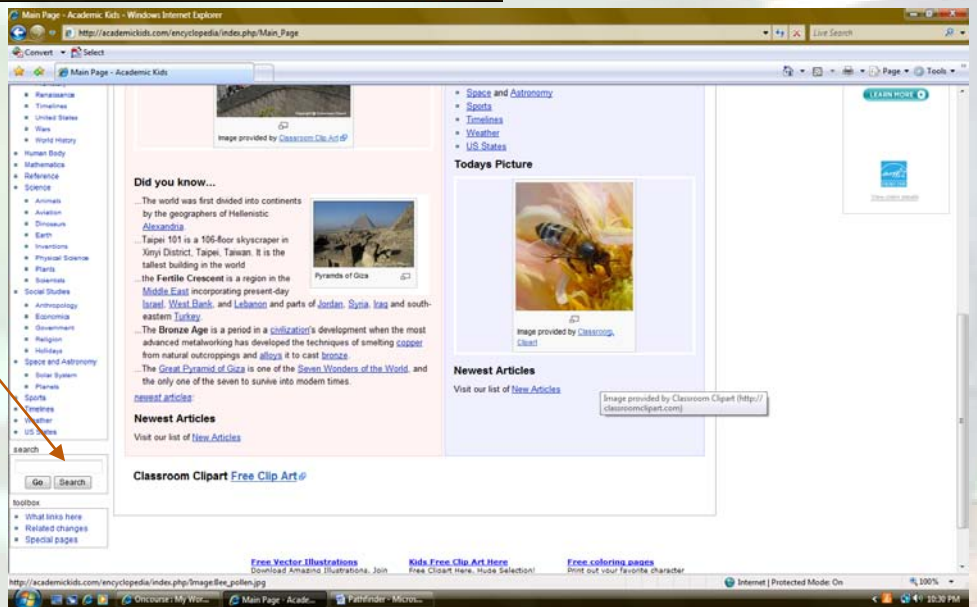 Main Page - Academic Kids - Windows Internet Explorer
http://academickids.com/encyclopedia/index.php/Main_Page
Live Search
Convert
Select
Main Page - Academic Kids
Page
Tools
Renaissance
Timelines
United States
Wars
World History
Human Body
Mathematics
Reference
Science
Animals
Aviation
Dinosaurs
Earth
Inventions
Physical Science
Plants
Scientists
Social Studies
Anthropology
Economics
Government
Religion
Holidays
Space and Astronomy
Solar System
Planets
Sports
Timelines
Weather
US States
search
Go Search
toolbox
What links here
Related changes
Special pages
Image provided by Classroom Clip Art
Did you know...
...The world was first divided into continents
by the geographers of Hellenistic
Alexandria.
...Taipei 101 is a 106-floor skyscraper in
Xinyi District, Taipei, Taiwan. It is the
tallest building in the world
...the Fertile Crescent is a region in the
Middle East incorporating present-day
Israel, West Bank, and Lebanon and parts of Jordan, Syria, Iraq and south-
eastern Turkey.
...The Bronze Age is a period in a civilization's development when the most
advanced metalworking has developed the techniques of smelting copper
from natural outcroppings and alloys it to cast bronze.
...The Great Pyramid of Giza is one of the Seven Wonders of the World, and
the only one of the seven to survive into modern times.
newest articles:
Pyramids of Giza
Newest Articles
Visit our list of New Articles
Classroom Clipart Free Clip Art
Space and Astronomy
Sports
Timelines
Weather
US States
Todays Picture
Image provided by Classroom
Clipart
Newest Articles
Visit our list of New Articles
Image provided by Classroom Clipart (http://
classroomclipart.com)
LEARN MORE
Free Vector Illustrations
Download Amazing Illustrations. Join
Kids Free Clip Art Here
Free Clipart Here. Huge Selection!
Free coloring pages
Print out your favorite character
http://academickids.com/encyclopedia/index.php/Image:Bee_pollen.jpg
Internet | Protected Mode: On
100%
Oncourse : My Wor...
Main Page - Acade...
Pathfinder - Micros...
10:30 PM